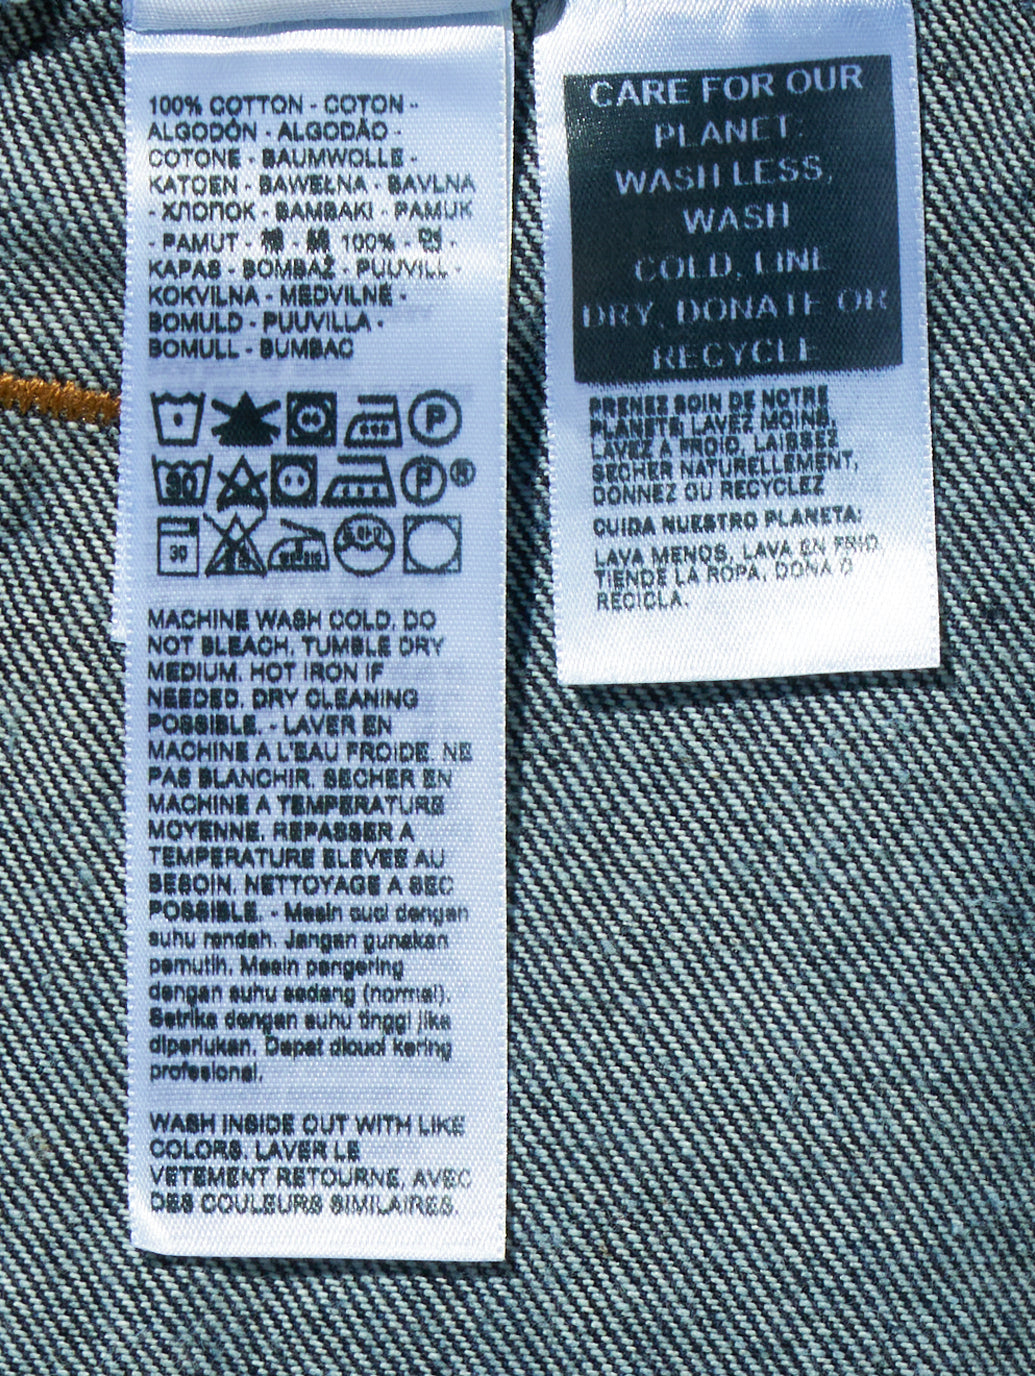 100% COTTON - COTON -
ALGODÓN - ALGODÃO -
COTONE - BAUMWOLLE -
KATOEN - BAWEŁNA - BAVLNA
- ХЛОПОК - BAMBAKI - PAMUK
- PAMUT - 棉 - 綿 100% - 면 -
KAPAS - BOMBAŽ - PUUVILL -
KOKVILNA - MEDVILNĖ -
BOMULD - PUUVILLA -
BOMULL - BUMBAC
P
30 P ®
30
MACHINE WASH COLD. DO
NOT BLEACH. TUMBLE DRY
MEDIUM. HOT IRON IF
NEEDED. DRY CLEANING
POSSIBLE. - LAVER EN
MACHINE A L'EAU FROIDE. NE
PAS BLANCHIR. SECHER EN
MACHINE A TEMPERATURE
MOYENNE. REPASSER A
TEMPERATURE ELEVEE AU
BESOIN. NETTOYAGE A SEC
POSSIBLE. - Mesin cuci dengan
suhu rendah. Jangan gunakan
pemutih. Mesin pengering
dengan suhu sedang (normal).
Setrika dengan suhu tinggi jika
diperlukan. Dapat dicuci kering
profesional.
WASH INSIDE OUT WITH LIKE
COLORS. LAVER LE
VETEMENT RETOURNE, AVEC
DES COULEURS SIMILAIRES.
CARE FOR OUR
PLANET:
WASH LESS,
WASH
COLD, LINE
DRY, DONATE OR
RECYCLE
PRENEZ SOIN DE NOTRE
PLANETE: LAVEZ MOINS,
LAVEZ A FROID, LAISSEZ
SECHER NATURELLEMENT,
DONNEZ OU RECYCLEZ
CUIDA NUESTRO PLANETA:
LAVA MENOS, LAVA EN FRIO,
TIENDE LA ROPA, DONA O
RECICLA.